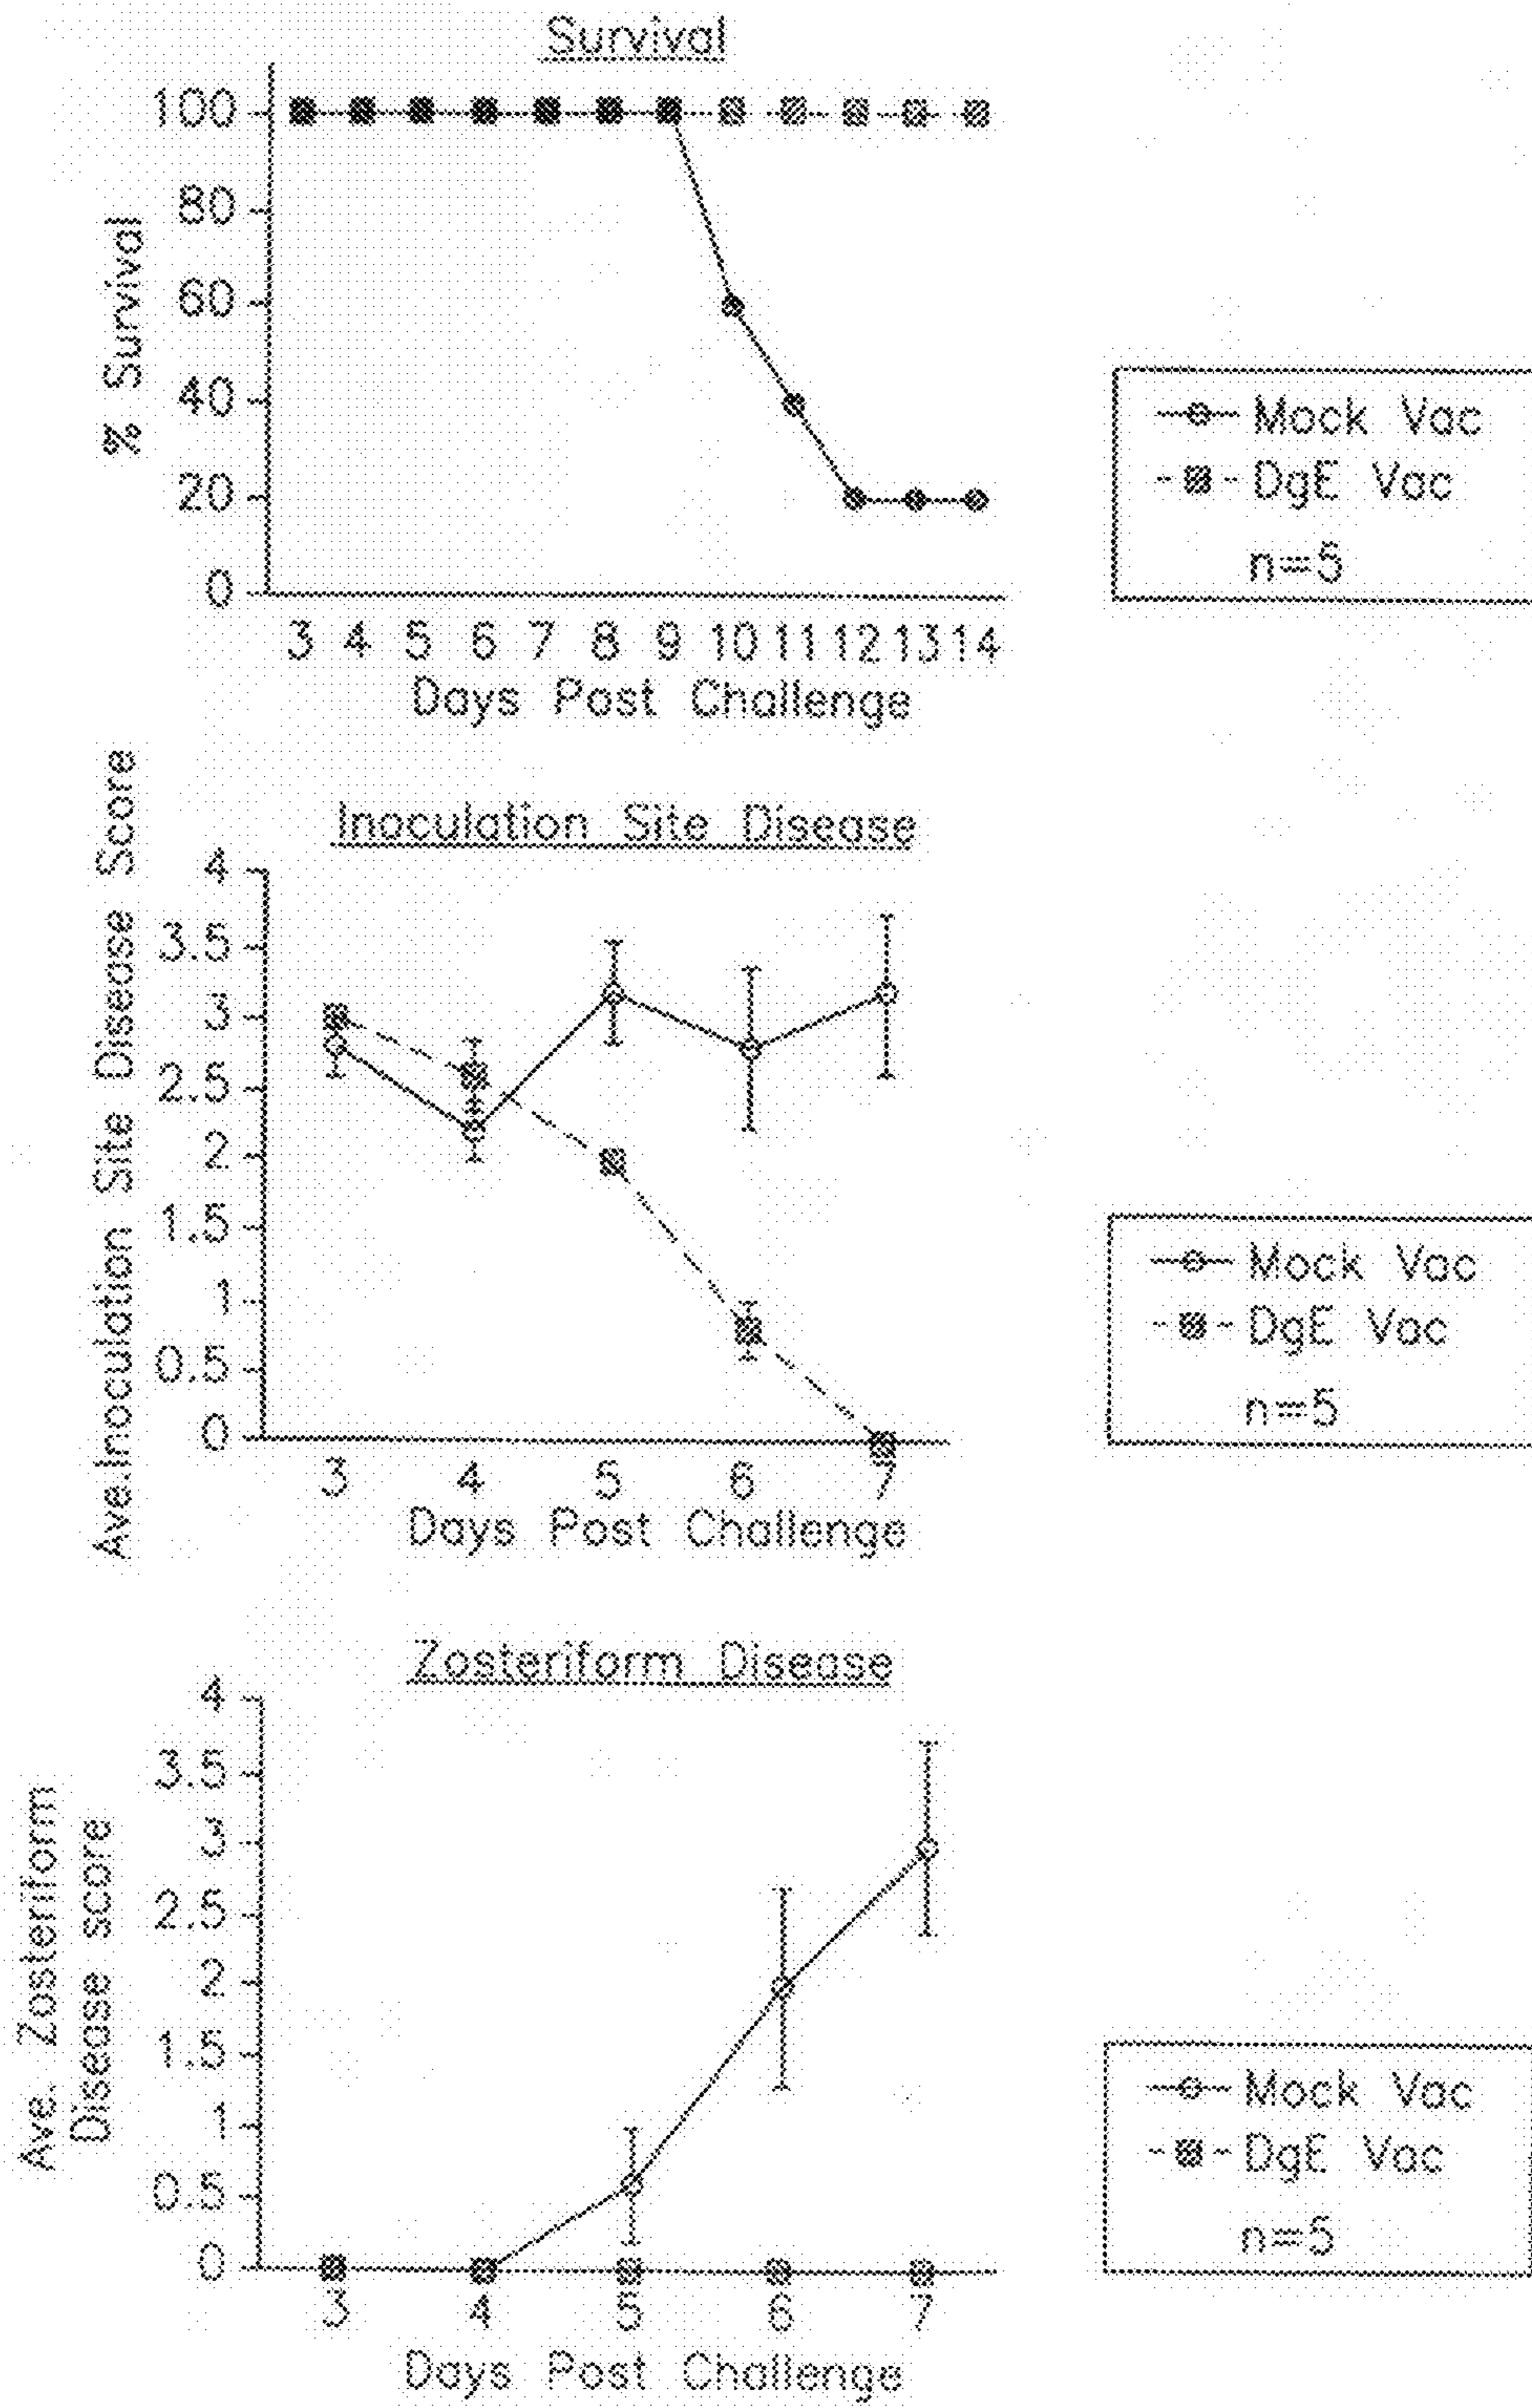 Survival
% Survival
100
80
60
40
20
0
3 4 5 6 7 8 9 10 11 12 13 14
Days Post Challenge
Mock Vac
DgE Vac
n=5
Inoculation Site Disease
Ave.Inoculation Site Disease Score
4
3.5
3
2.5
2
1.5
1
0.5
0
3 4 5 6 7
Days Post Challenge
Mock Vac
DgE Vac
n=5
Zosteriform Disease
Ave. Zosteriform
Disease score
4
3.5
3
2.5
2
1.5
1
0.5
0
3 4 5 6 7
Days Post Challenge
Mock Vac
DgE Vac
n=5